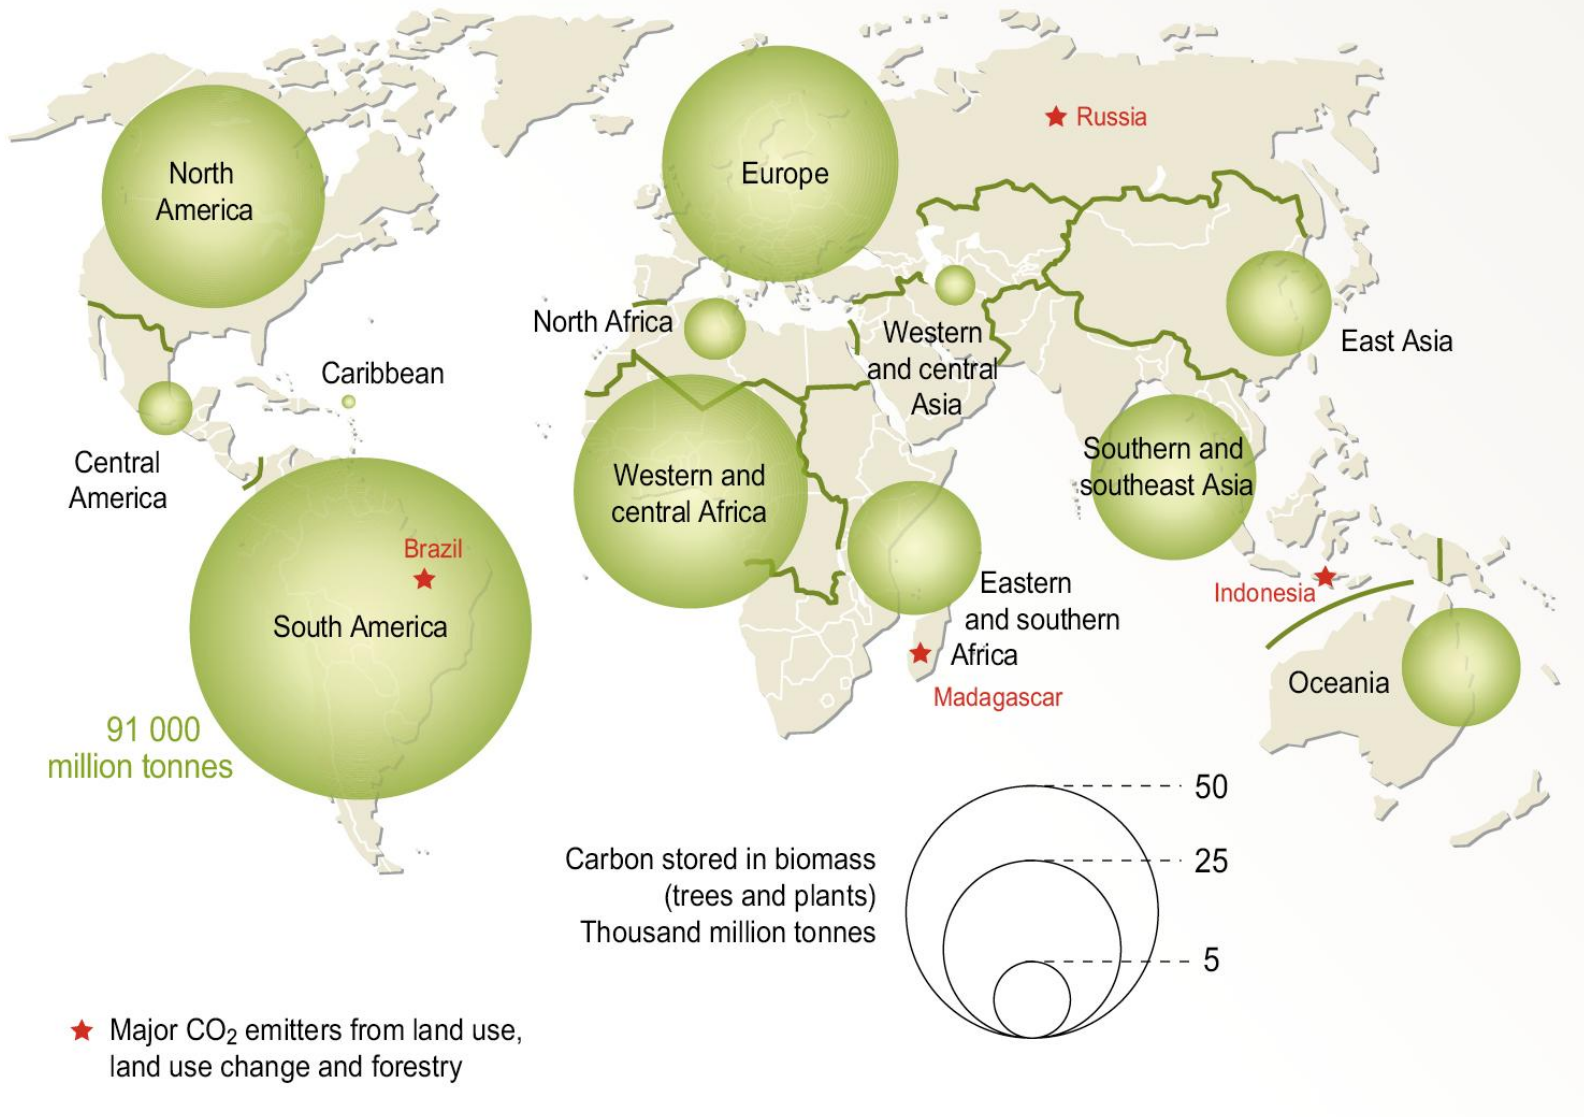 Russia
North
America
Europe
North Africa
Western
and central
Asia
East Asia
Caribbean
Central
America
Western and
central Africa
Southern and
southeast Asia
Brazil
South America
Eastern
and southern
Africa
Madagascar
Indonesia
Oceania
91 000
million tonnes
Carbon stored in biomass
(trees and plants)
Thousand million tonnes
50
25
5
Major CO₂ emitters from land use,
land use change and forestry